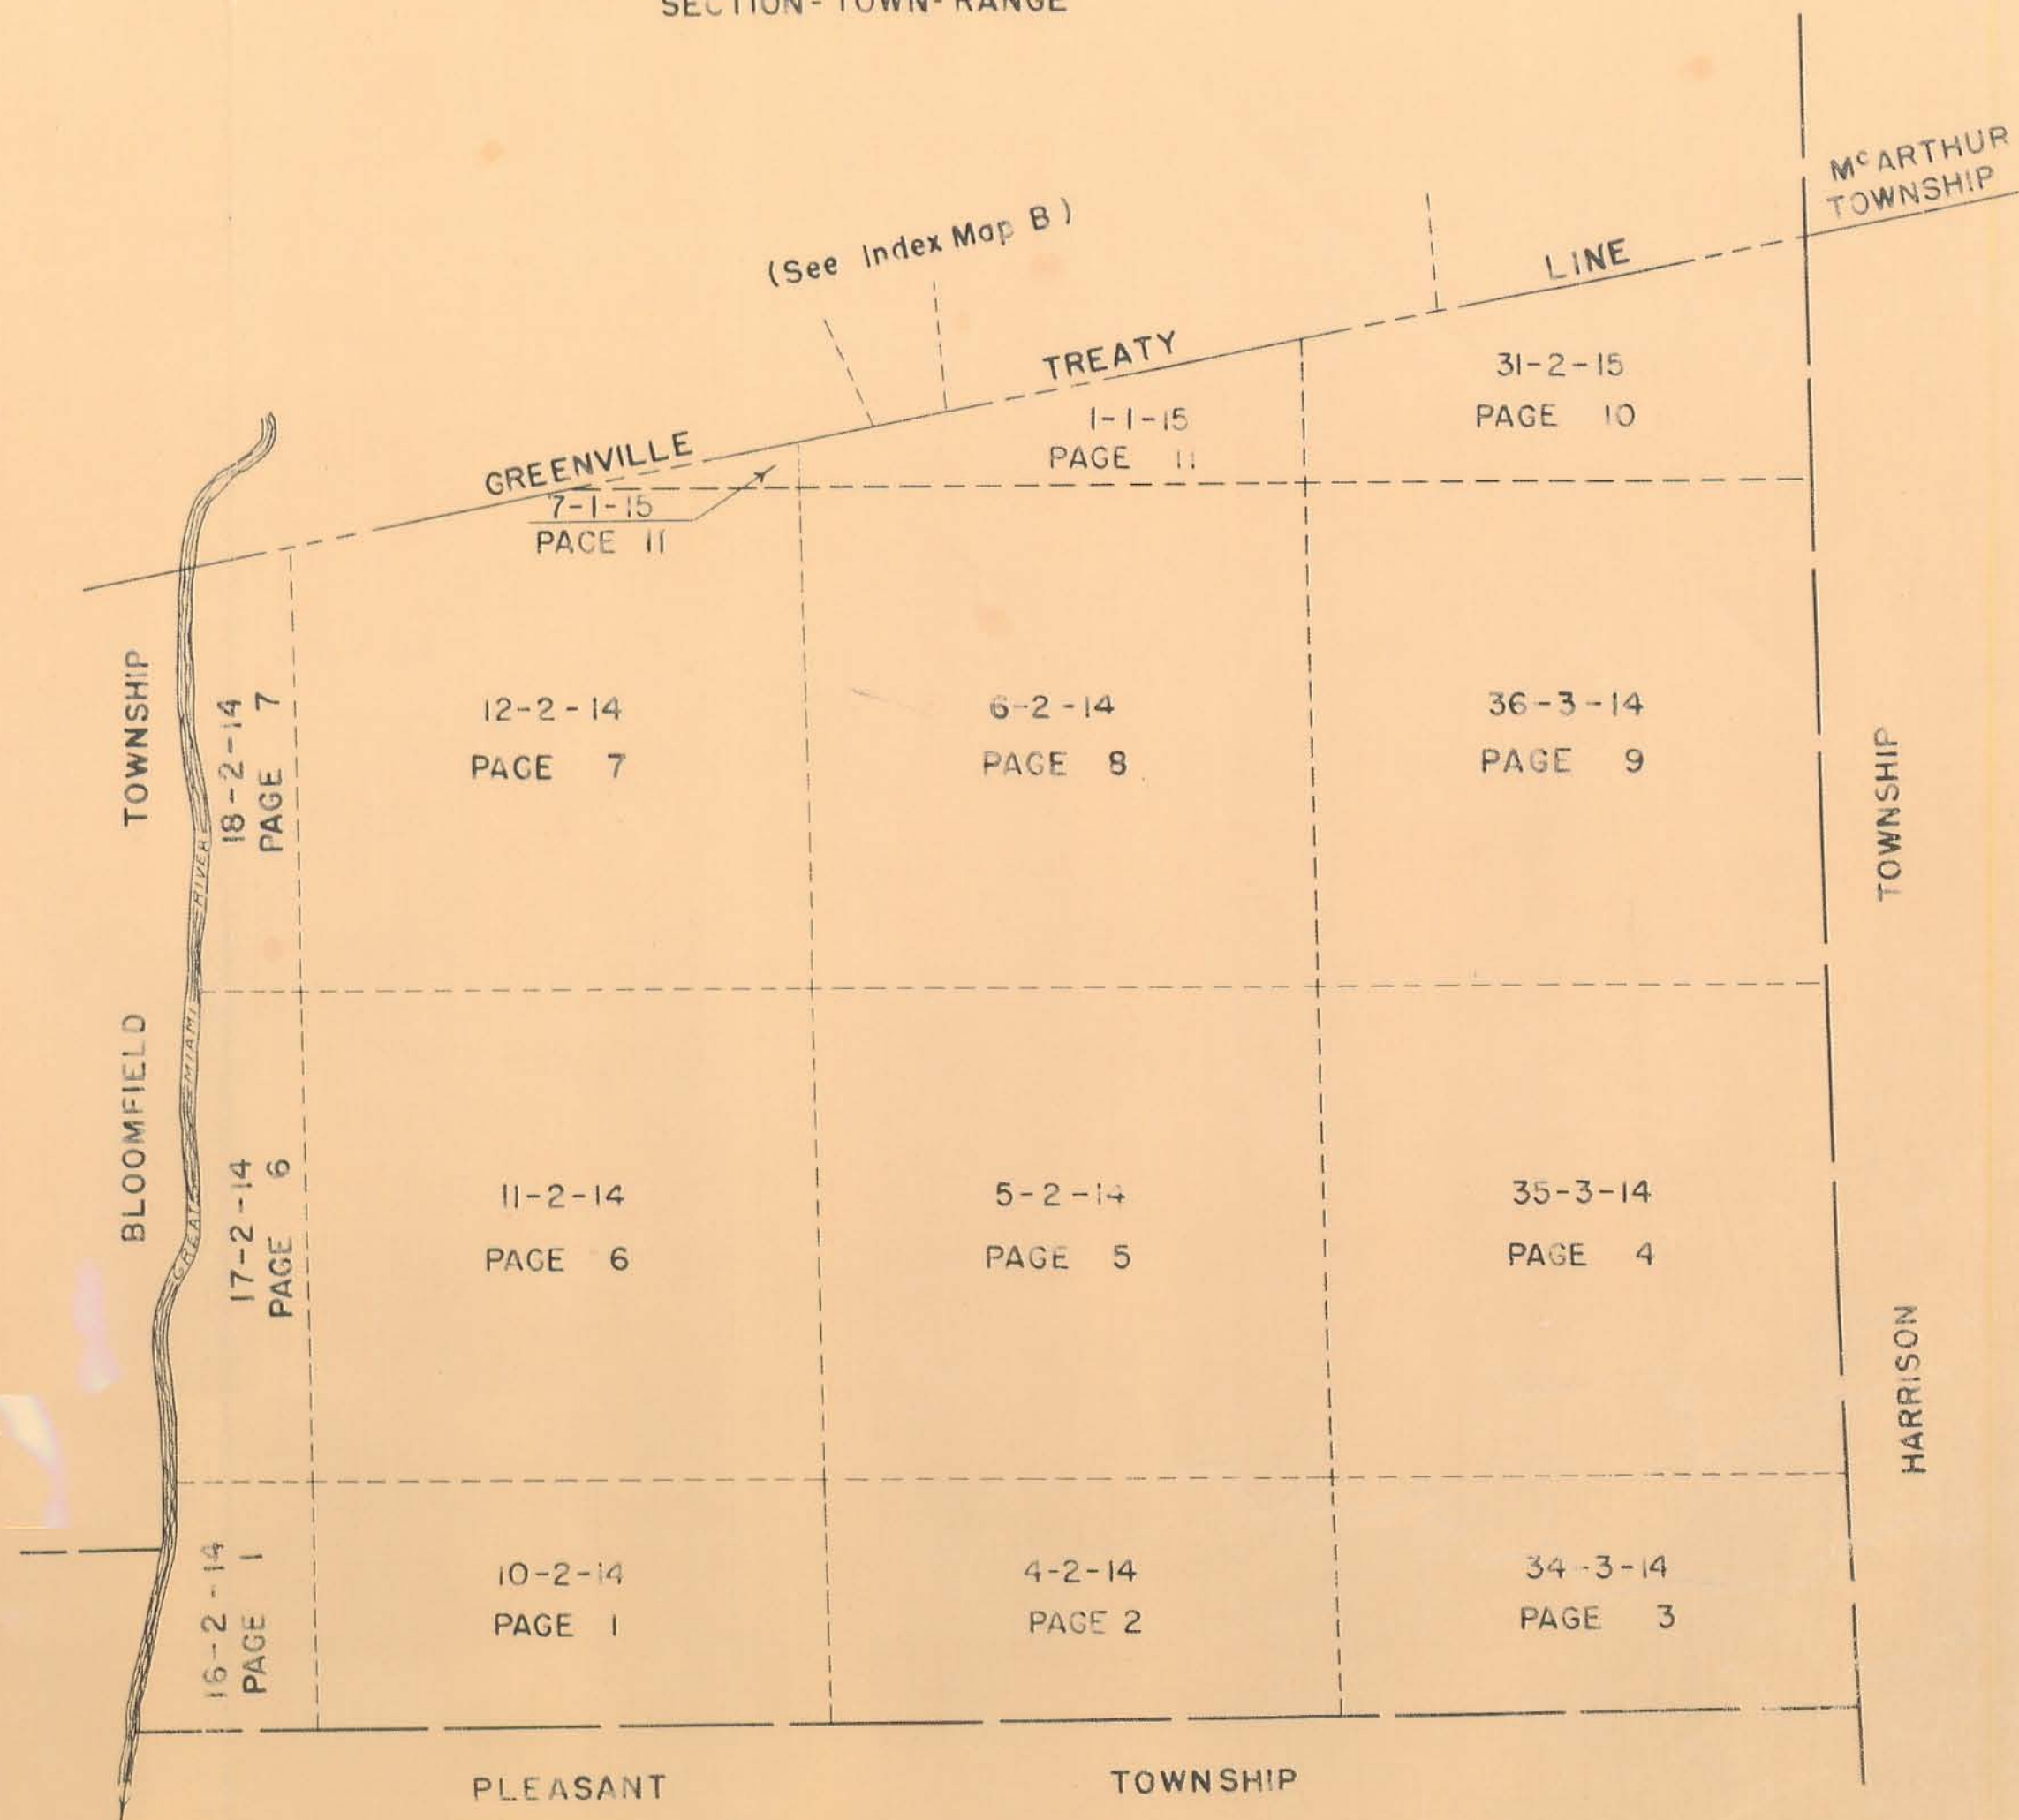 SECTION-TOWN-RANGE
McARTHUR
TOWNSHIP
(See Index Map B)
GREENVILLE TREATY LINE
31-2-15
PAGE 10
1-1-15
PAGE 11
7-1-15
PAGE 11
TOWNSHIP
18-2-14
PAGE 7
12-2-14
PAGE 7
6-2-14
PAGE 8
36-3-14
PAGE 9
TOWNSHIP
GREAT MIAMI RIVER
BLOOMFIELD
17-2-14
PAGE 6
11-2-14
PAGE 6
5-2-14
PAGE 5
35-3-14
PAGE 4
HARRISON
16-2-14
PAGE 1
10-2-14
PAGE 1
4-2-14
PAGE 2
34-3-14
PAGE 3
PLEASANT TOWNSHIP